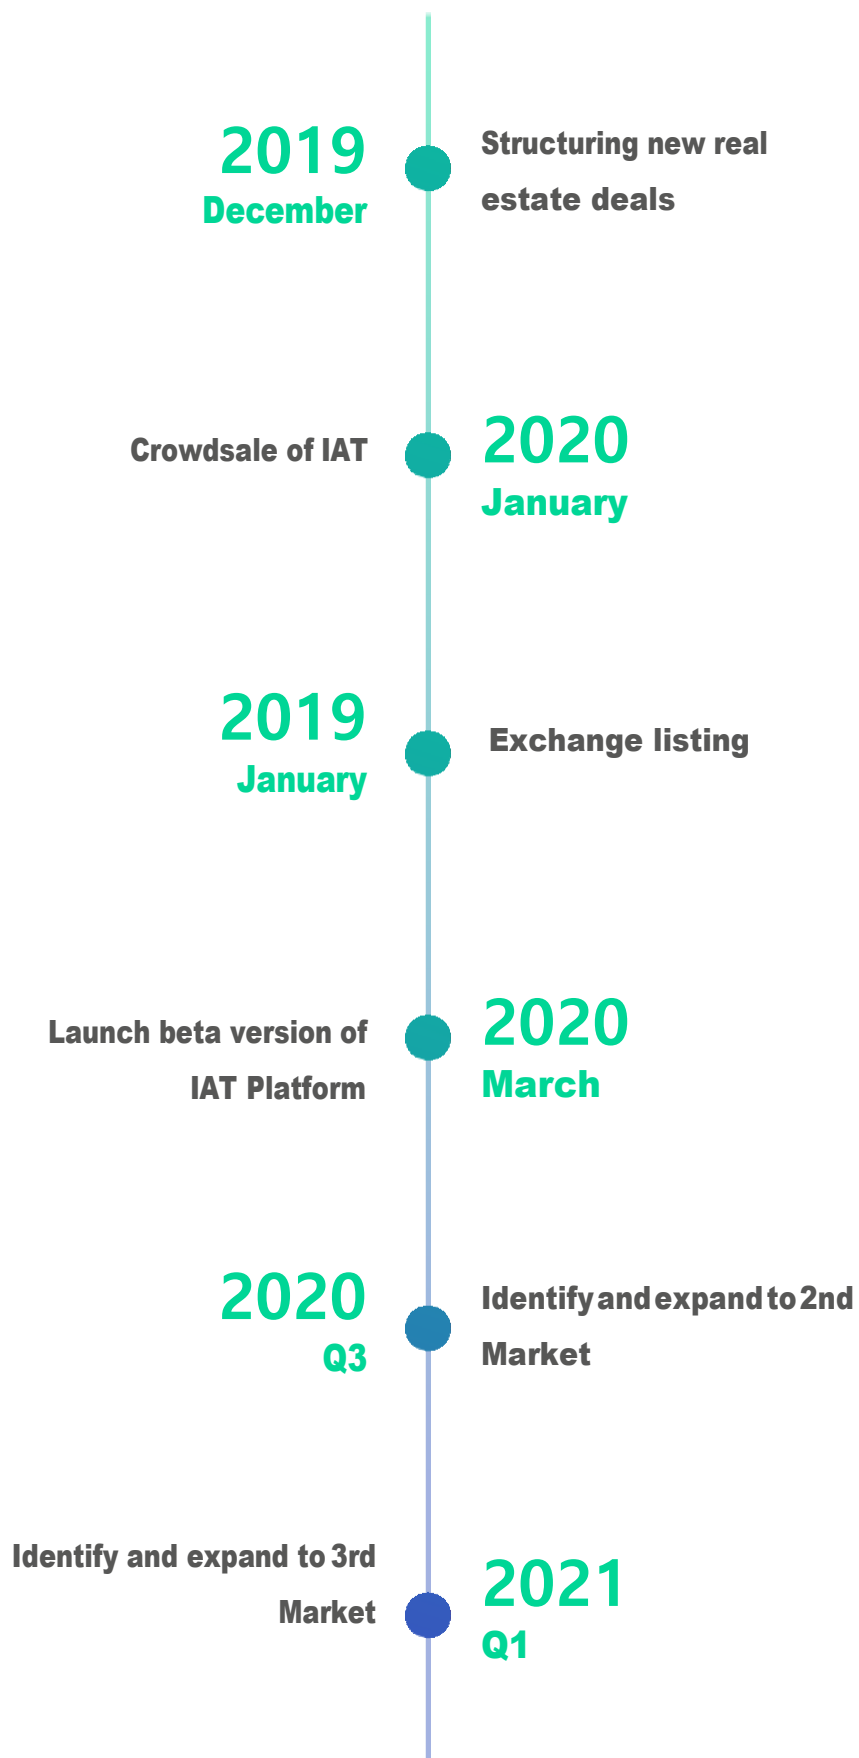 2019
December
Structuring new real
estate deals
Crowdsale of IAT
2020
January
2019
January
Exchange listing
Launch beta version of
IAT Platform
2020
March
2020
Q3
Identify and expand to 2nd
Market
Identify and expand to 3rd
Market
2021
Q1